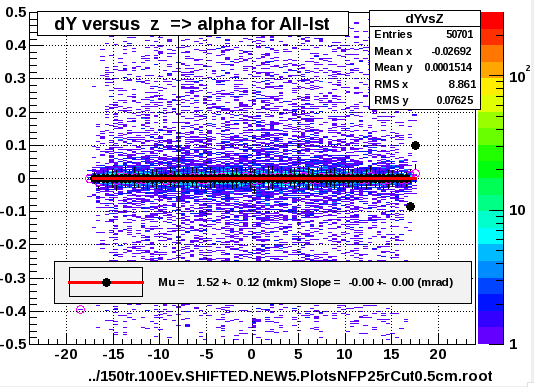 dY versus z => alpha for All-Ist
dYvsZ
Entries 50701
Mean x -0.02692
Mean y 0.0001514
RMS x 8.861
RMS y 0.07625
0.5
0.4
0.3
0.2
0.1
0
-0.1
-0.2
-0.3
-0.4
-0.5
10²
10
1
Mu = 1.52 +- 0.12 (mkm) Slope = -0.00 +- 0.00 (mrad)
-20 -15 -10 -5 0 5 10 15 20
../150tr.100Ev.SHIFTED.NEW5.PlotsNFP25rCut0.5cm.root